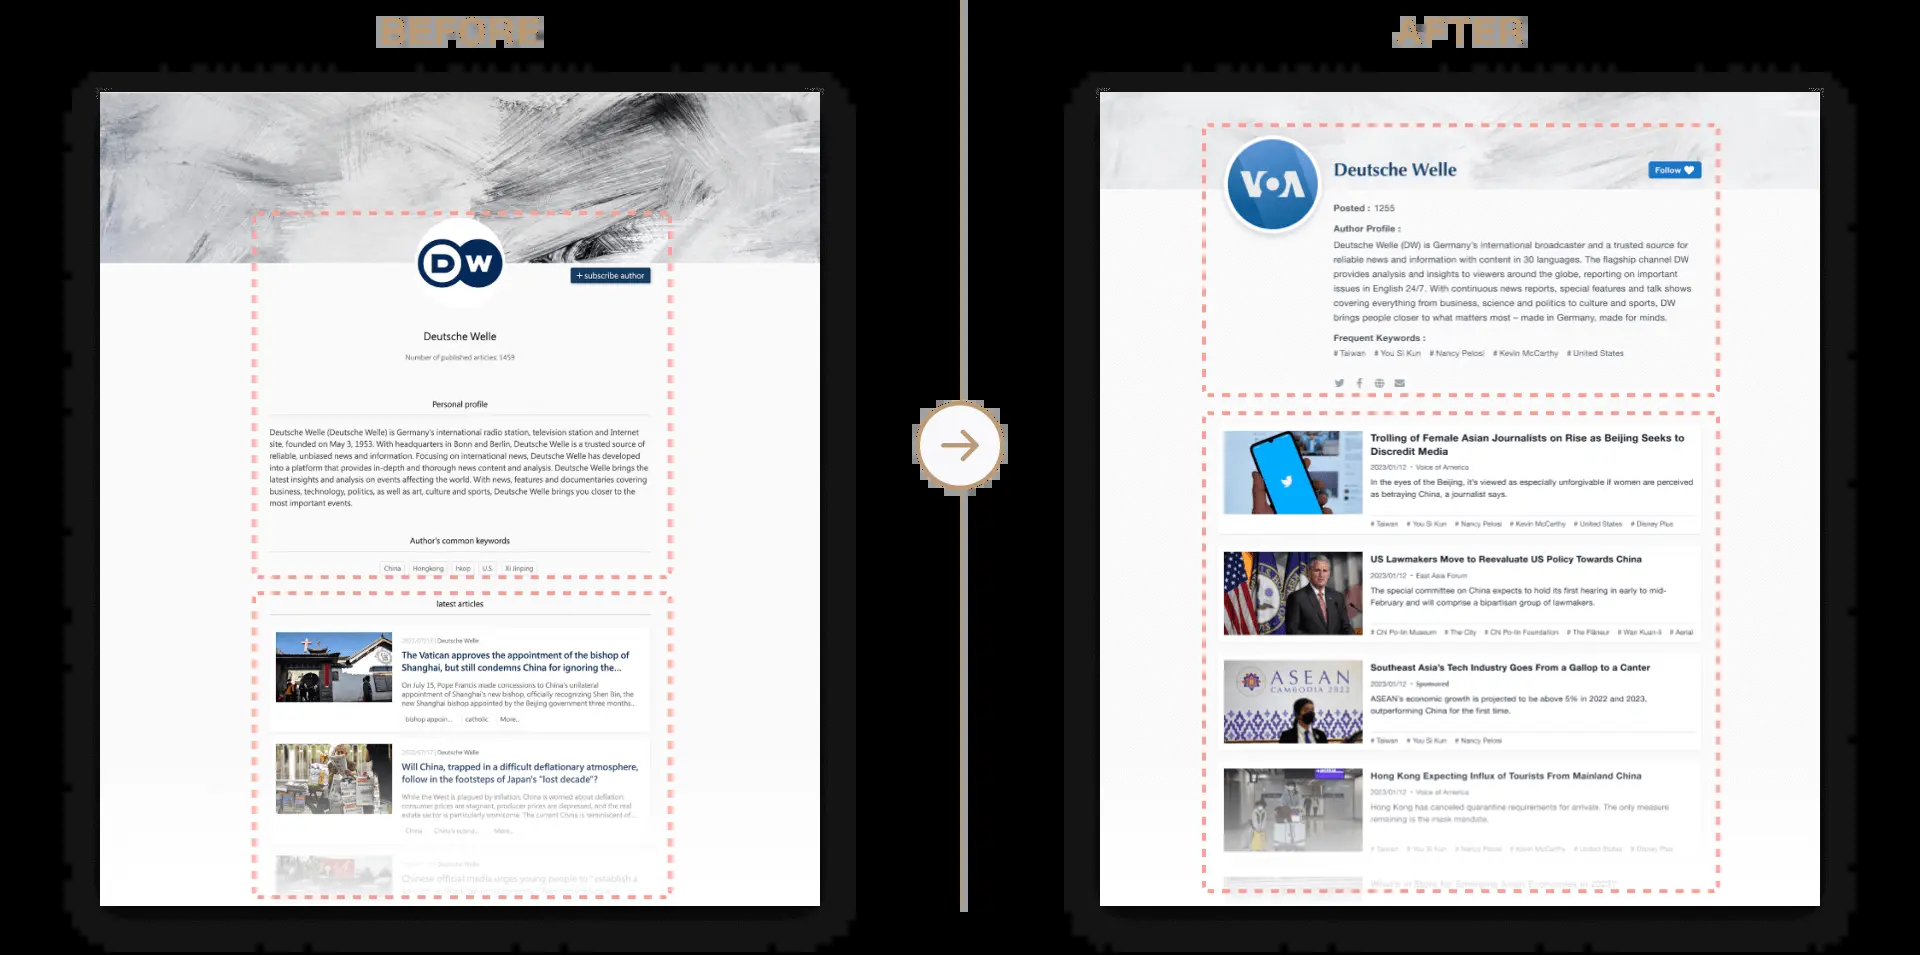 BEFORE
DW
+ subscribe author
Deutsche Welle
Number of published articles: 1459
Personal profile
Deutsche Welle (Deutsche Welle) is Germany's international radio station, television station and Internet
site, founded on May 3, 1953. With headquarters in Bonn and Berlin, Deutsche Welle is a trusted source of
reliable, unbiased news and information. Focusing on international news, Deutsche Welle has developed
into a platform that provides in-depth and thorough news content and analysis. Deutsche Welle brings the
latest insights and analysis on events affecting the world. With news, features and documentaries covering
business, technology, politics, as well as art, culture and sports, Deutsche Welle brings you closer to the
most important events.
Author's common keywords
China Hongkong hkop U.S. Xi Jinping
latest articles
Deutsche Welle
The Vatican approves the appointment of the bishop of
Shanghai, but still condemns China for ignoring the...
On July 15, Pope Francis made concessions to China's unilateral
appointment of Shanghai's new bishop, officially recognizing Shen Bin, the
new Shanghai bishop appointed by the Beijing government three months...
bishop appoin... catholic More...
Deutsche Welle
Will China, trapped in a difficult deflationary atmosphere,
follow in the footsteps of Japan's "lost decade"?
While the West is plagued by inflation, China is worried about deflation:
consumer prices are stagnant, producer prices are depressed, and the real
estate sector is particularly worrisome. The current China is reminiscent of...
China More...
Deutsche Welle
Chinese official media urges young people to "establish a
AFTER
VOA
Deutsche Welle
Follow
Posted : 1255
Author Profile :
Deutsche Welle (DW) is Germany's international broadcaster and a trusted source for
reliable news and information with content in 30 languages. The flagship channel DW
provides analysis and insights to viewers around the globe, reporting on important
issues in English 24/7. With continuous news reports, special features and talk shows
covering everything from business, science and politics to culture and sports, DW
brings people closer to what matters most – made in Germany, made for minds.
Frequent Keywords :
# Taiwan # You Si Kun # Nancy Pelosi # Kevin McCarthy # United States
Trolling of Female Asian Journalists on Rise as Beijing Seeks to
Discredit Media
2023/01/12 • Voice of America
In the eyes of the Beijing, it's viewed as especially unforgivable if women are perceived
as betraying China, a journalist says.
# Taiwan # You Si Kun # Nancy Pelosi # Kevin McCarthy # United States # Disney Plus
US Lawmakers Move to Reevaluate US Policy Towards China
2023/01/12 • East Asia Forum
The special committee on China expects to hold its first hearing in early to mid-
February and will comprise a bipartisan group of lawmakers.
# Chi Po-lin Museum # The City # Chi Po-lin Foundation # The Flâneur # Wan Kuan-li # Aerial
ASEAN
CAMBODIA 2022
Southeast Asia's Tech Industry Goes From a Gallop to a Canter
2023/01/12 • Sponsored
ASEAN's economic growth is projected to be above 5% in 2022 and 2023,
outperforming China for the first time.
# Taiwan # You Si Kun # Nancy Pelosi
Hong Kong Expecting Influx of Tourists From Mainland China
2023/01/12 • Voice of America
Hong Kong has canceled quarantine requirements for arrivals. The only measure
remaining is the mask mandate.
# Taiwan # You Si Kun # Nancy Pelosi # Kevin McCarthy # United States # Disney Plus
What's in Store for Emerging Asian Economies in 2023?